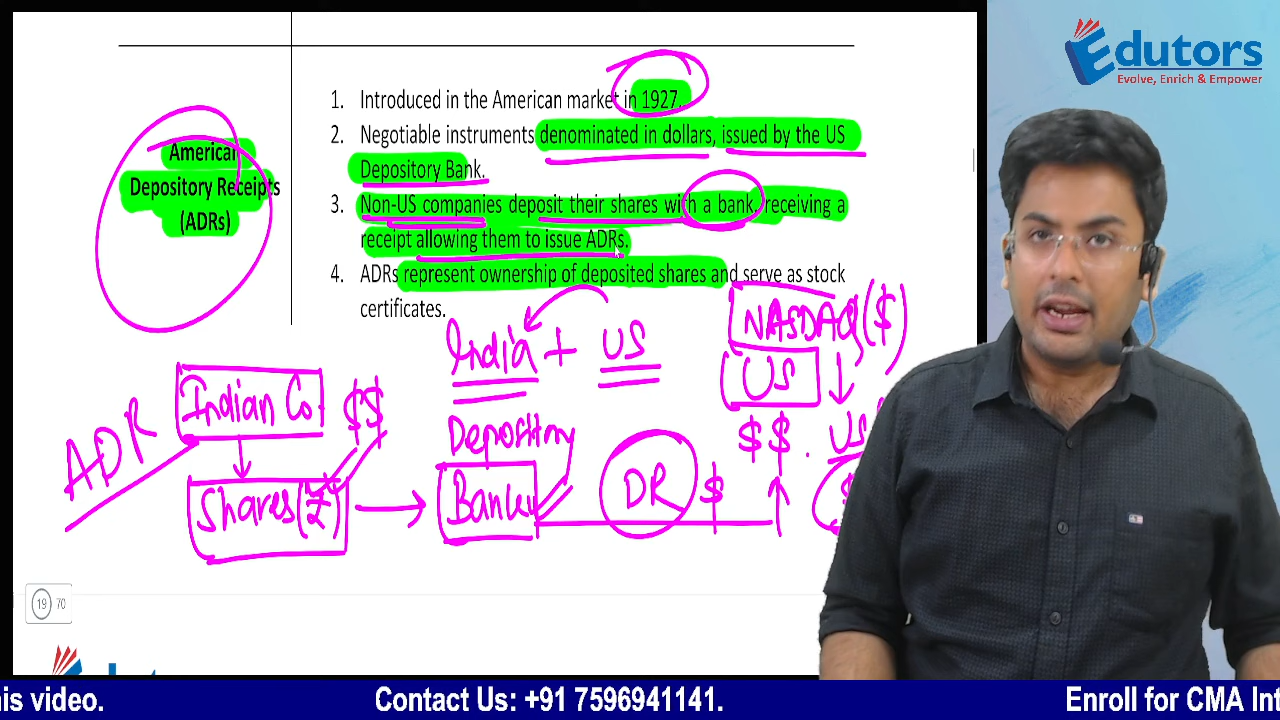 Edutors
Evolve, Enrich & Empower
American
Depository Receipts
(ADRs)
1. Introduced in the American market in 1927.
2. Negotiable instruments denominated in dollars, issued by the US
Depository Bank.
3. Non-US companies deposit their shares with a bank, receiving a
receipt allowing them to issue ADRs.
4. ADRs represent ownership of deposited shares and serve as stock
certificates.
India + US
NASDAQ ($)
US
ADR
Indian Co.
$$
Depository
$$
US
Shares (₹)
Bank
DR
$
19 70
his video.
Contact Us: +91 7596941141.
Enroll for CMA Int